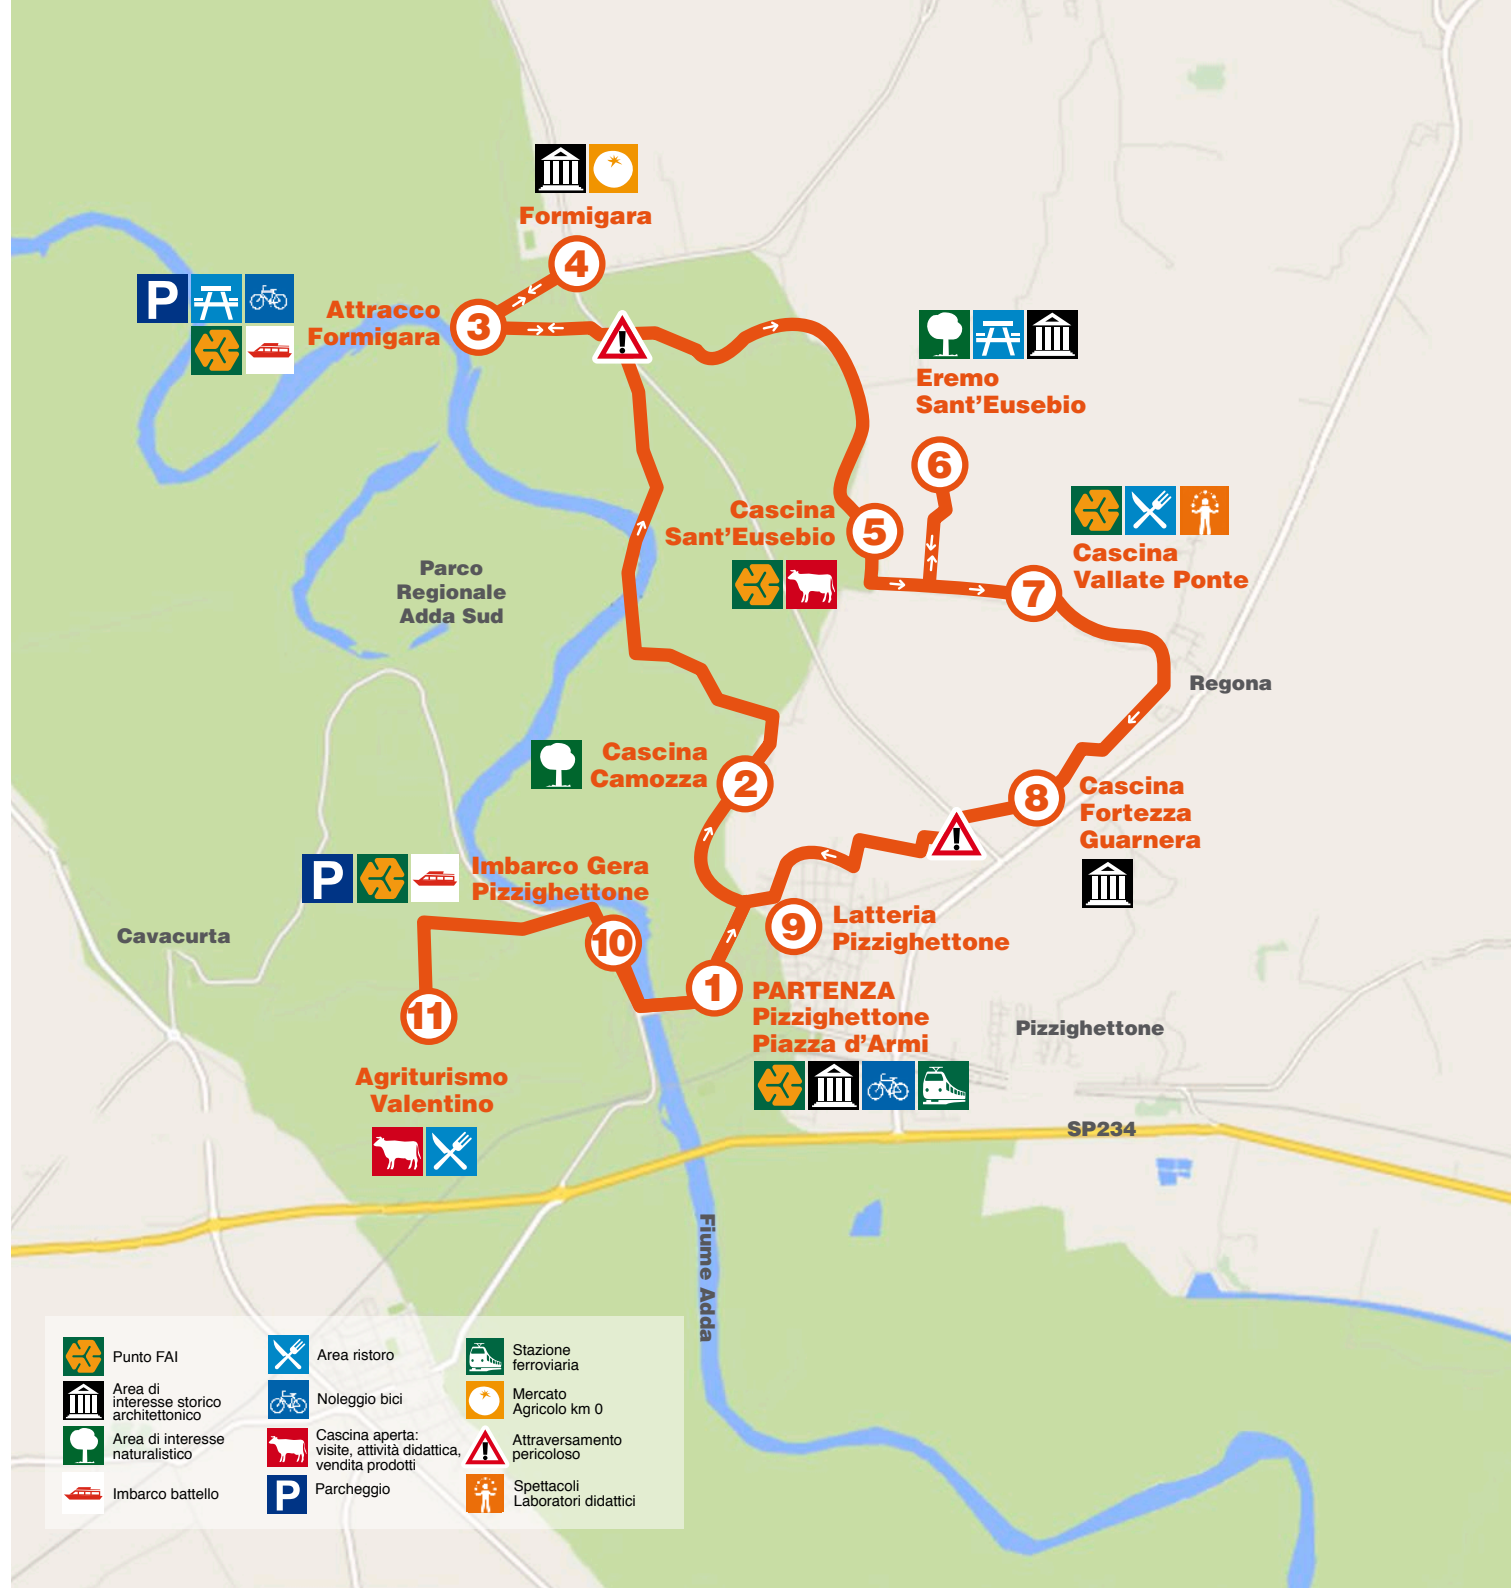 Formigara
4
P
Attracco
Formigara
3
!
Eremo
Sant'Eusebio
6
Cascina
Sant'Eusebio
5
Cascina
Vallate Ponte
7
Parco
Regionale
Adda Sud
Regona
Cascina
Camozza
2
8
Cascina
Fortezza
Guarnera
!
P
Imbarco Gera
Pizzighettone
10
9
Latteria
Pizzighettone
Cavacurta
1
PARTENZA
Pizzighettone
Piazza d'Armi
11
Agriturismo
Valentino
Pizzighettone
SP234
Fiume Adda
Punto FAI
Area di
interesse storico
architettonico
Area di interesse
naturalistico
Imbarco battello
Area ristoro
Noleggio bici
Cascina aperta:
visite, attività didattica,
vendita prodotti
P
Parcheggio
Stazione
ferroviaria
Mercato
Agricolo km 0
!
Attraversamento
pericoloso
Spettacoli
Laboratori didattici